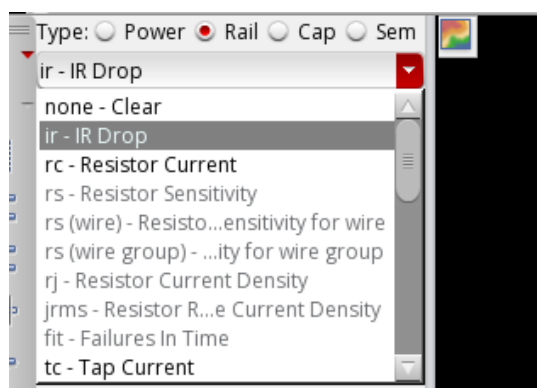 Type: Power Rail Cap Sem
ir - IR Drop
none - Clear
ir - IR Drop
rc - Resistor Current
rs - Resistor Sensitivity
rs (wire) - Resisto...ensitivity for wire
rs (wire group) - ...ity for wire group
rj - Resistor Current Density
jrms - Resistor R...e Current Density
fit - Failures In Time
tc - Tap Current